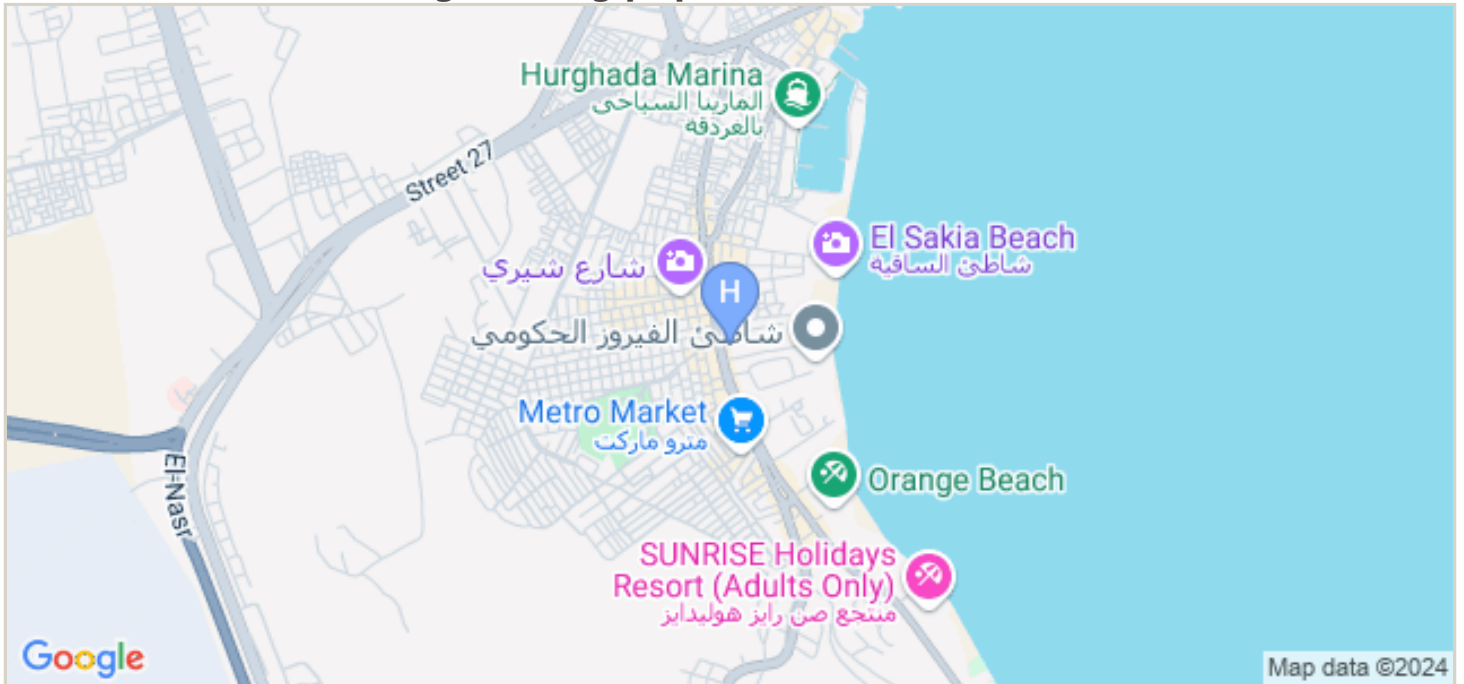 Hurghada Marina
المارينا السياحى
بالغردقه
Street 27
El Sakia Beach
شاطئ الساقية
شارع شيري
H
شاطئ الفيروز الحكومي
Metro Market
مترو ماركت
El-Nasr
Orange Beach
SUNRISE Holidays
Resort (Adults Only)
منتجع صن رايز هوليدايز
Google
Map data ©2024